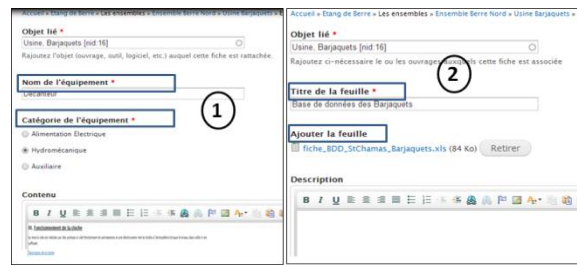 Accueil » Etang de Berre » Les ensembles » Ensemble Berre Nord » Usine Barjaquets »
Objet lié *
Usine, Barjaquets [nid:16]
Rajoutez l'objet (ouvrage, outil, logiciel, etc.) auquel cette fiche est rattachée.
Nom de l'équipement *
Décanteur
1
Catégorie de l'équipement *
Alimentation Electrique
Hydromécanique
Auxiliaire
Contenu
B I U
Accueil » Etang de Berre » Les ensembles » Ensemble Berre Nord » Usine Barjaquets »
Objet lié *
Usine, Barjaquets [nid:16]
Rajoutez ci-nécessaire le ou les ouvrages auxquels cette fiche est associée
2
Titre de la feuille *
Base de données des Barjaquets
Ajouter la feuille
fiche_BDD_StChamas_Barjaquets.xls (84 Ko) Retirer
Description
B I U